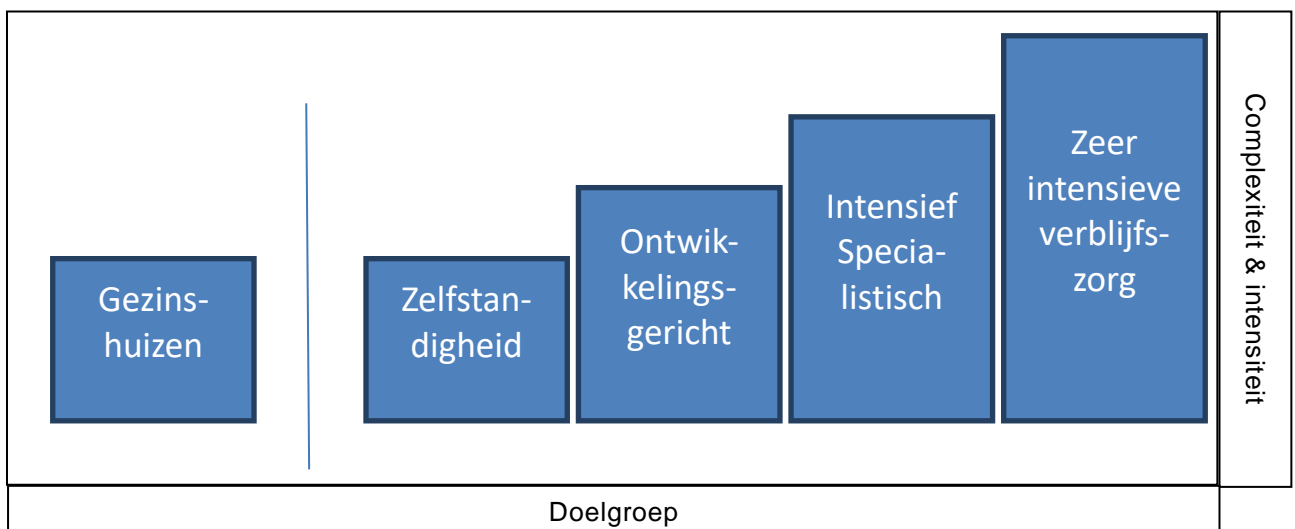 Gezins-
huizen
Zelfstan-
digheid
Ontwik-
kelings-
gericht
Intensief
Specia-
listisch
Zeer
intensieve
verblijfs-
zorg
Complexiteit & intensiteit
Doelgroep